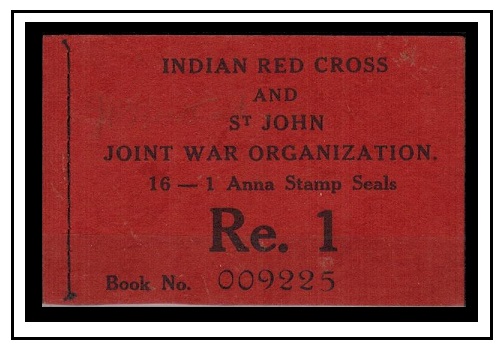 INDIAN RED CROSS
AND
ST JOHN
JOINT WAR ORGANIZATION.
16 — 1 Anna Stamp Seals
Re. 1
Book No. 009225